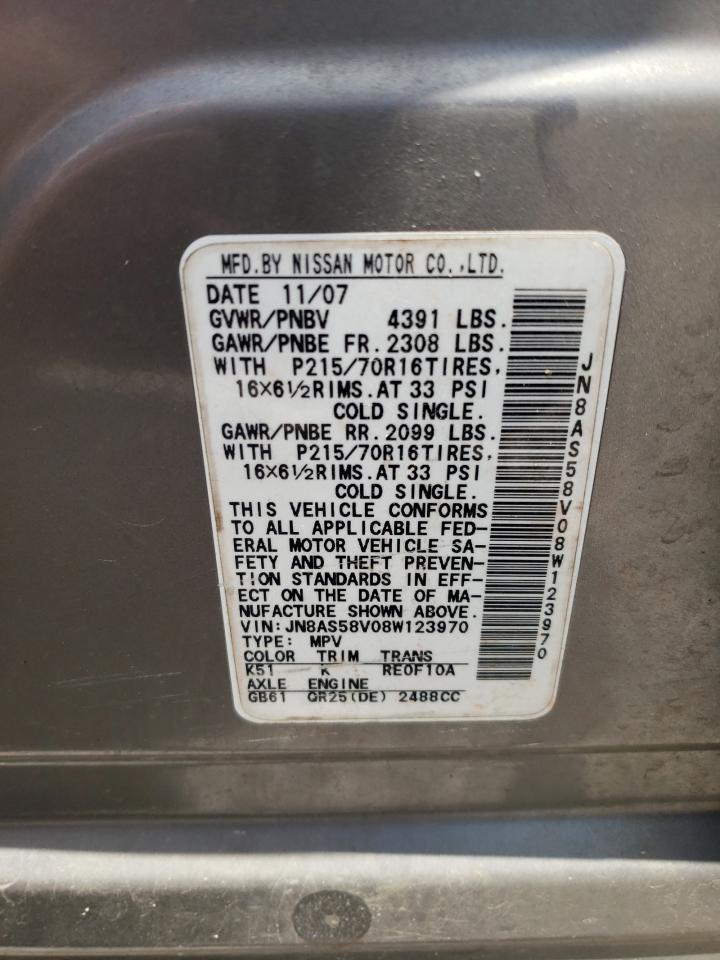 MFD.BY NISSAN MOTOR CO.,LTD.
DATE 11/07
GVWR/PNBV 4391 LBS.
GAWR/PNBE FR. 2308 LBS.
WITH P215/70R16TIRES,
16X6½RIMS.AT 33 PSI
COLD SINGLE.
GAWR/PNBE RR. 2099 LBS.
WITH P215/70R16TIRES,
16X6½RIMS.AT 33 PSI
COLD SINGLE.
THIS VEHICLE CONFORMS
TO ALL APPLICABLE FED-
ERAL MOTOR VEHICLE SA-
FETY AND THEFT PREVEN-
TION STANDARDS IN EFF-
ECT ON THE DATE OF MA-
NUFACTURE SHOWN ABOVE.
VIN: JN8AS58V08W123970
TYPE: MPV
COLOR TRIM TRANS
K51 K RE0F10A
AXLE ENGINE
GB61 QR25(DE) 2488CC
JN8AS58V08W123970